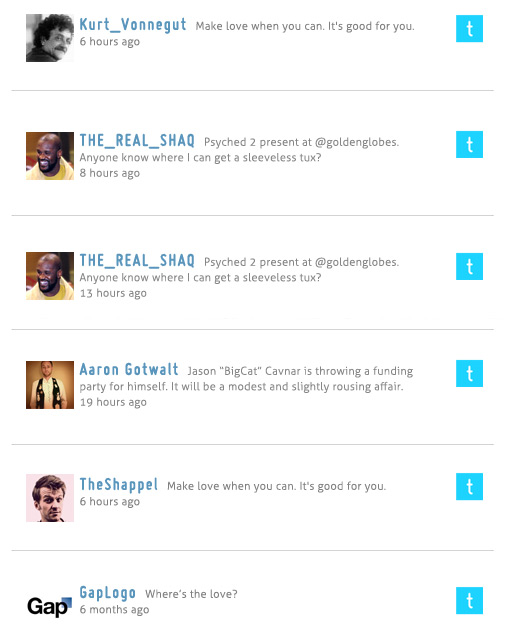 Kurt_Vonnegut Make love when you can. It's good for you.
6 hours ago
t
THE_REAL_SHAQ Psyched 2 present at @goldenglobes.
Anyone know where I can get a sleeveless tux?
8 hours ago
t
THE_REAL_SHAQ Psyched 2 present at @goldenglobes.
Anyone know where I can get a sleeveless tux?
13 hours ago
t
Aaron Gotwalt Jason “BigCat” Cavnar is throwing a funding
party for himself. It will be a modest and slightly rousing affair.
19 hours ago
t
TheShappel Make love when you can. It's good for you.
6 hours ago
t
Gap
GapLogo Where’s the love?
6 months ago
t